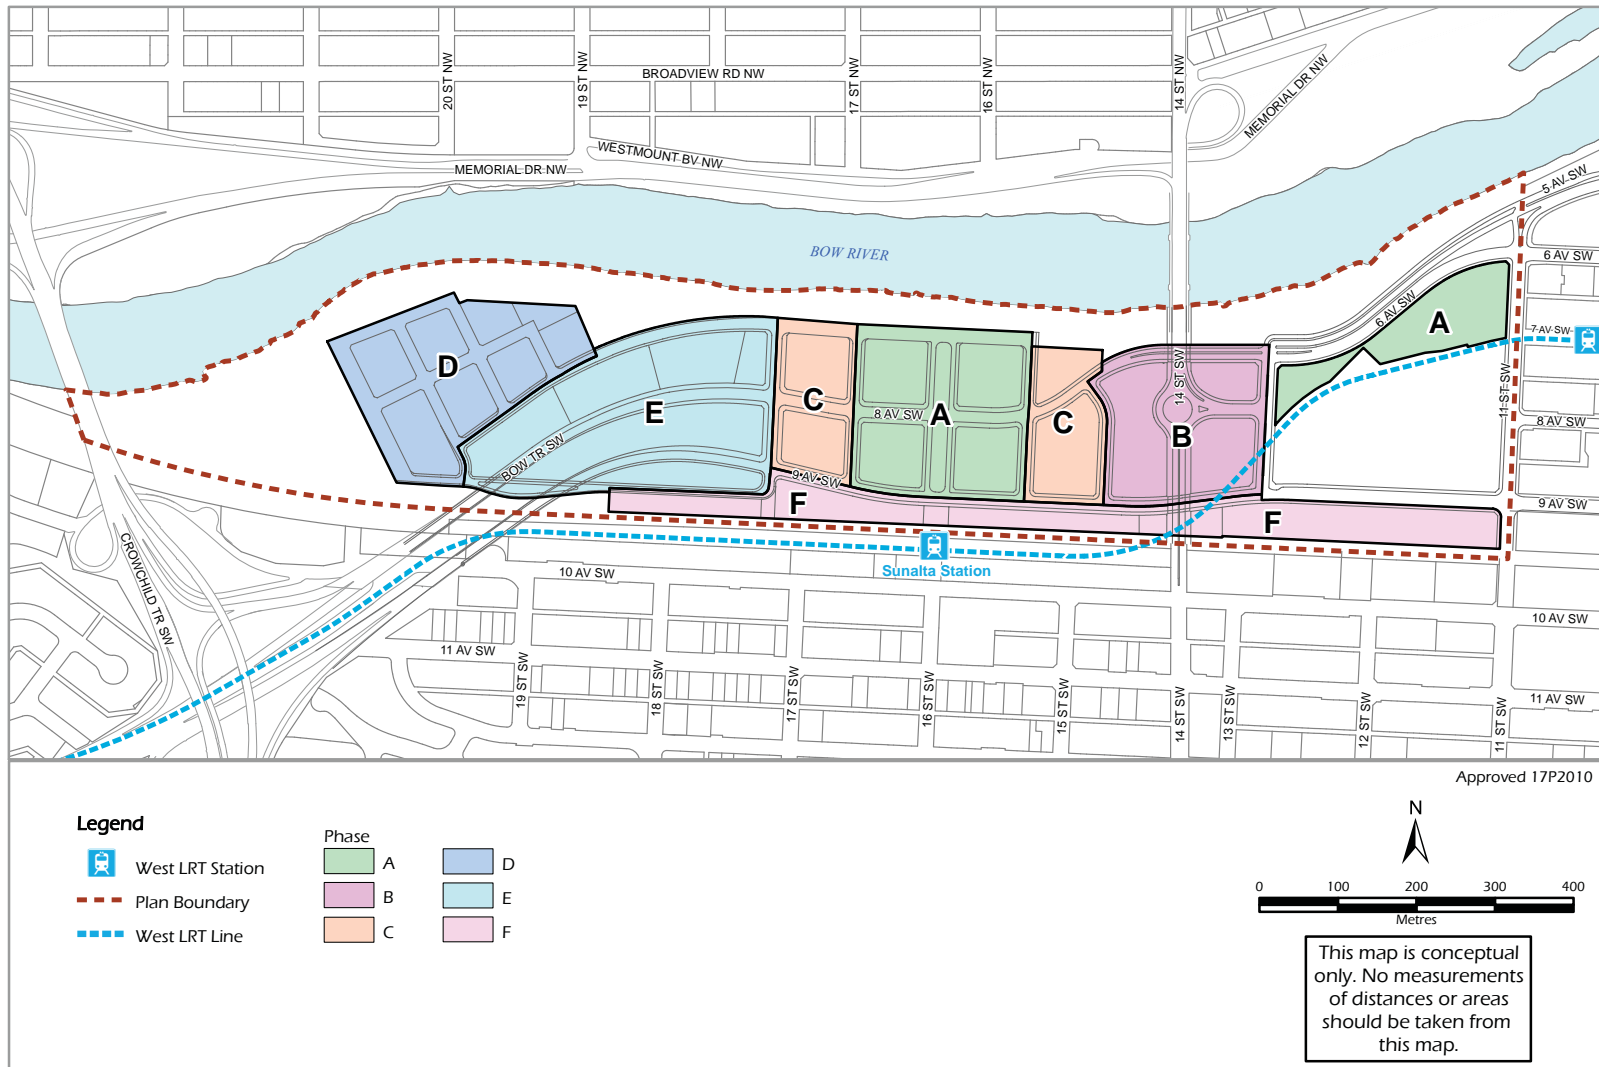 20 ST NW
19 ST NW
BROADVIEW RD NW
17 ST NW
16 ST NW
14 ST NW
MEMORIAL DR NW
WESTMOUNT BV NW
MEMORIAL DR NW
5 AV SW
BOW RIVER
6 AV SW
6 AV SW
A
7 AV SW
D
14 ST SW
11 ST SW
C
E
8 AV SW
A
C
B
8 AV SW
BOW TR SW
9 AV SW
F
F
9 AV SW
CROWCHILD TR SW
Sunalta Station
10 AV SW
10 AV SW
11 AV SW
19 ST SW
18 ST SW
17 ST SW
16 ST SW
15 ST SW
14 ST SW
13 ST SW
12 ST SW
11 ST SW
11 AV SW
Approved 17P2010
Legend
West LRT Station
Plan Boundary
West LRT Line
Phase
A
B
C
D
E
F
N
0 100 200 300 400
Metres
This map is conceptual
only. No measurements
of distances or areas
should be taken from
this map.